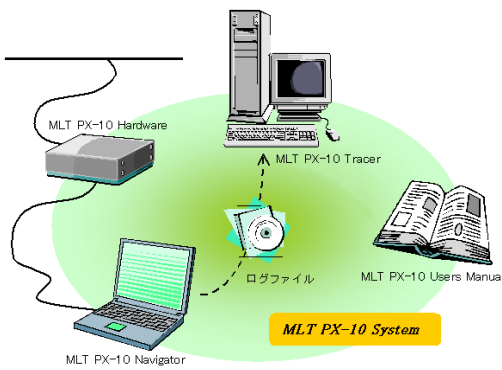 MLT PX-10 Hardware
MLT PX-10 Tracer
ログファイル
MLT PX-10 Users Manual
MLT PX-10 System
MLT PX-10 Navigator